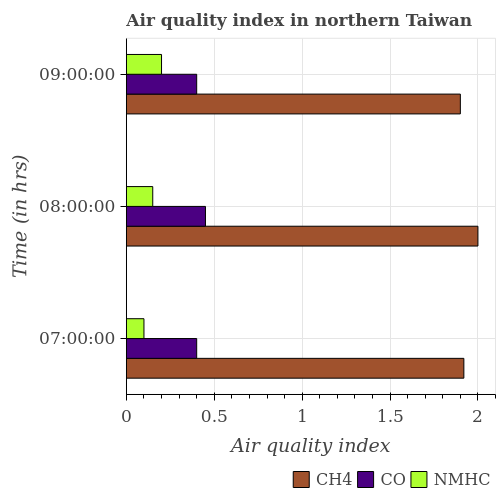 Air quality index in northern Taiwan
09:00:00
08:00:00
07:00:00
Time (in hrs)
0 0.5 1 1.5 2
Air quality index
CH4 CO NMHC